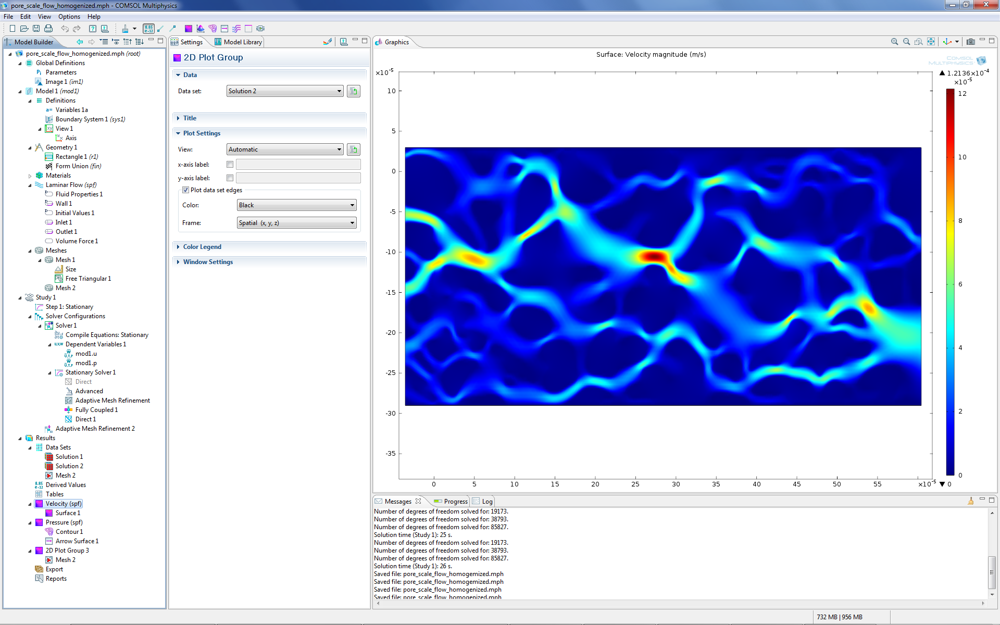 pore_scale_flow_homogenized.mph - COMSOL Multiphysics
File Edit View Options Help
Model Builder
pore_scale_flow_homogenized.mph (root)
Global Definitions
Pi Parameters
Image 1 (im1)
Model 1 (mod1)
Definitions
a= Variables 1a
Boundary System 1 (sys1)
View 1
Axis
Geometry 1
Rectangle 1 (r1)
Form Union (fin)
Materials
Laminar Flow (spf)
Fluid Properties 1
Wall 1
Initial Values 1
Inlet 1
Outlet 1
Volume Force 1
Meshes
Mesh 1
Size
Free Triangular 1
Mesh 2
Study 1
Step 1: Stationary
Solver Configurations
Solver 1
Compile Equations: Stationary
Dependent Variables 1
mod1.u
mod1.p
Stationary Solver 1
Direct
Advanced
Adaptive Mesh Refinement
Fully Coupled 1
Direct 1
Adaptive Mesh Refinement 2
Results
Data Sets
Solution 1
Solution 2
Mesh 2
Derived Values
Tables
Velocity (spf)
Surface 1
Pressure (spf)
Contour 1
Arrow Surface 1
2D Plot Group 3
Mesh 2
Export
Reports
Settings Model Library
2D Plot Group
Data
Data set: Solution 2
Title
Plot Settings
View: Automatic
x-axis label:
y-axis label:
Plot data set edges
Color: Black
Frame: Spatial (x, y, z)
Color Legend
Window Settings
Graphics
Surface: Velocity magnitude (m/s)
COMSOL
MULTIPHYSICS
×10-5
10
5
0
-5
-10
-15
-20
-25
-30
-35
0 5 10 15 20 25 30 35 40 45 50 55 ×10-5
▲ 1.2136×10-4
×10-5
12
10
8
6
4
2
0
▼ 0
Messages Progress Log
Number of degrees of freedom solved for: 19173.
Number of degrees of freedom solved for: 38793.
Number of degrees of freedom solved for: 85827.
Solution time (Study 1): 25 s.
Number of degrees of freedom solved for: 19173.
Number of degrees of freedom solved for: 38793.
Number of degrees of freedom solved for: 85827.
Solution time (Study 1): 26 s.
Saved file: pore_scale_flow_homogemized.mph
Saved file: pore_scale_flow_homogemized.mph
Saved file: pore_scale_flow_homogenized.mph
Saved file: pore_scale_flow_homogenized.mph
732 MB | 956 MB